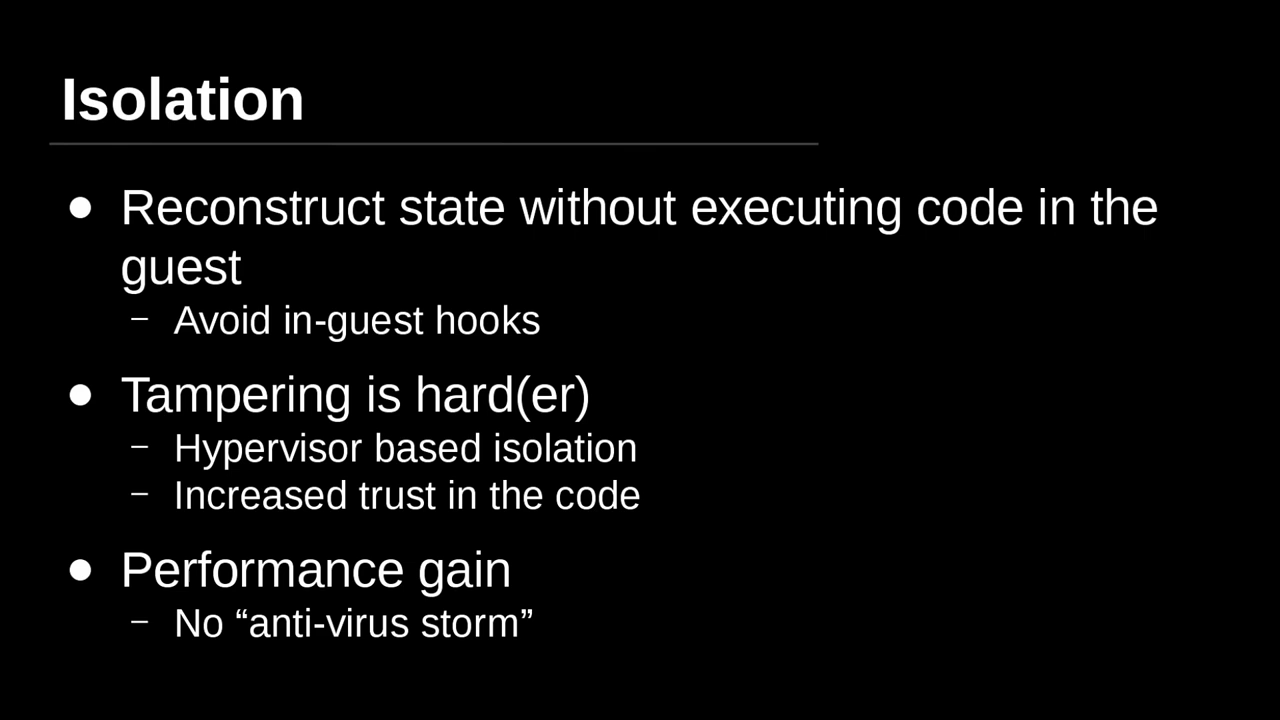 Isolation
● Reconstruct state without executing code in the
guest
– Avoid in-guest hooks
● Tampering is hard(er)
– Hypervisor based isolation
– Increased trust in the code
● Performance gain
– No “anti-virus storm”